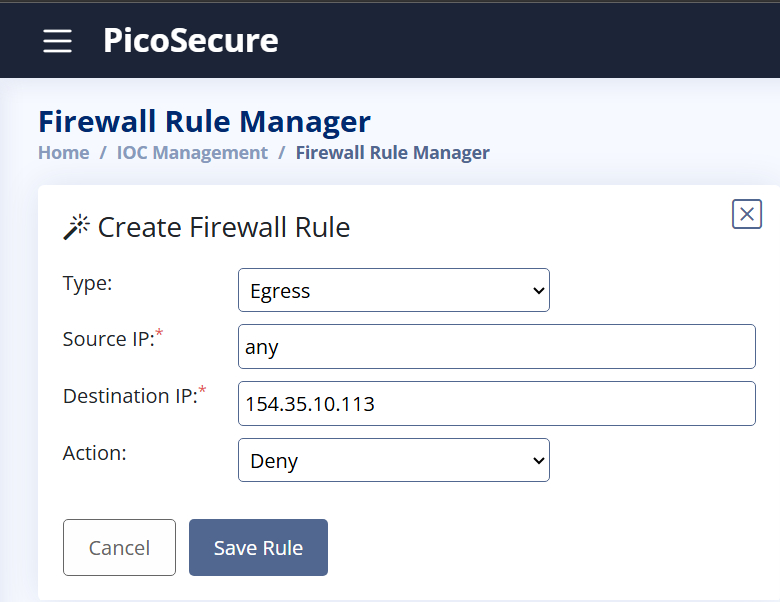 PicoSecure
Firewall Rule Manager
Home / IOC Management / Firewall Rule Manager
Create Firewall Rule
Type: Egress
Source IP:* any
Destination IP:* 154.35.10.113
Action: Deny
Cancel Save Rule